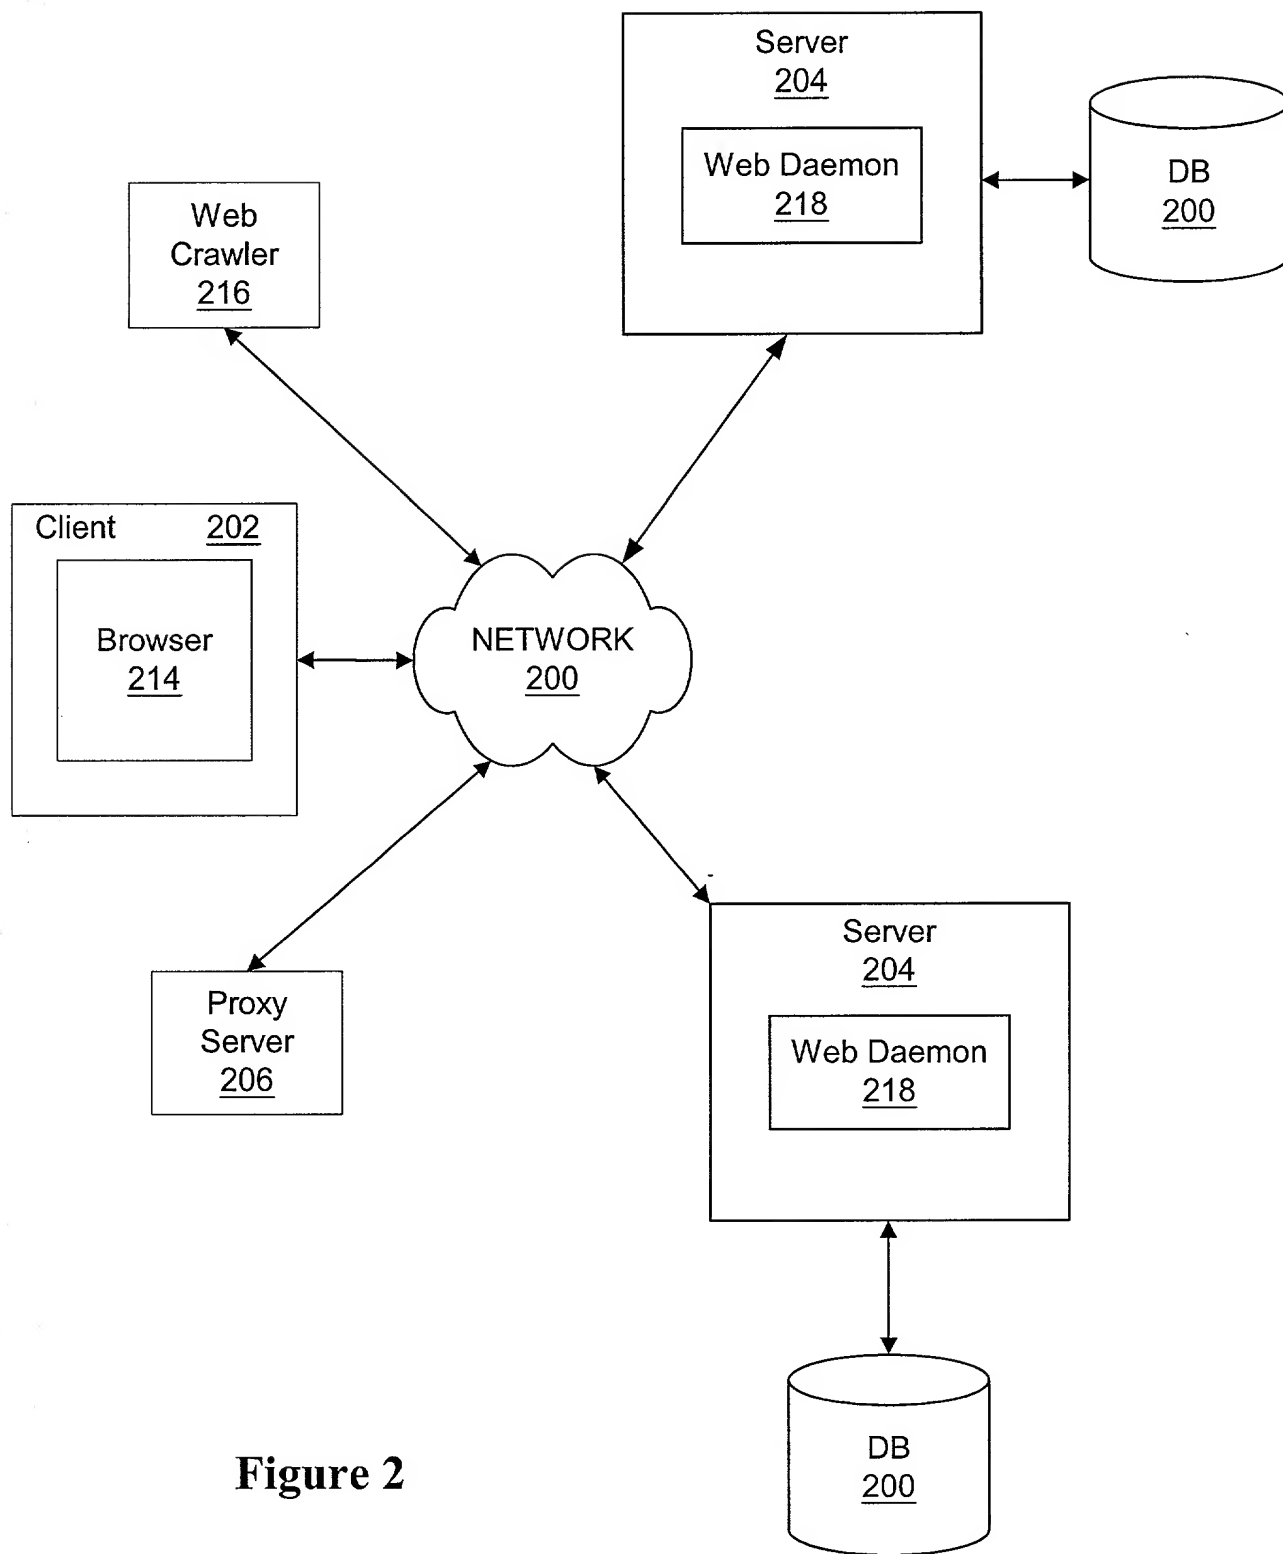 Server
204
Web Daemon
218
DB
200
Web
Crawler
216
Client 202
Browser
214
NETWORK
200
Proxy
Server
206
Server
204
Web Daemon
218
DB
200
Figure 2